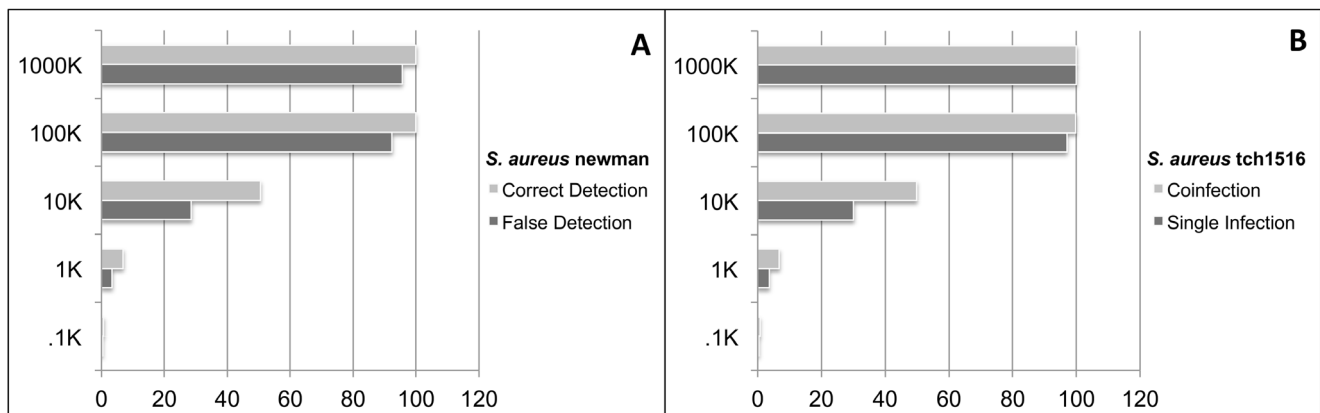 A
1000K
100K
10K
1K
.1K
0 20 40 60 80 100 120
S. aureus newman
Correct Detection
False Detection
B
1000K
100K
10K
1K
.1K
0 20 40 60 80 100 120
S. aureus tch1516
Coinfection
Single Infection